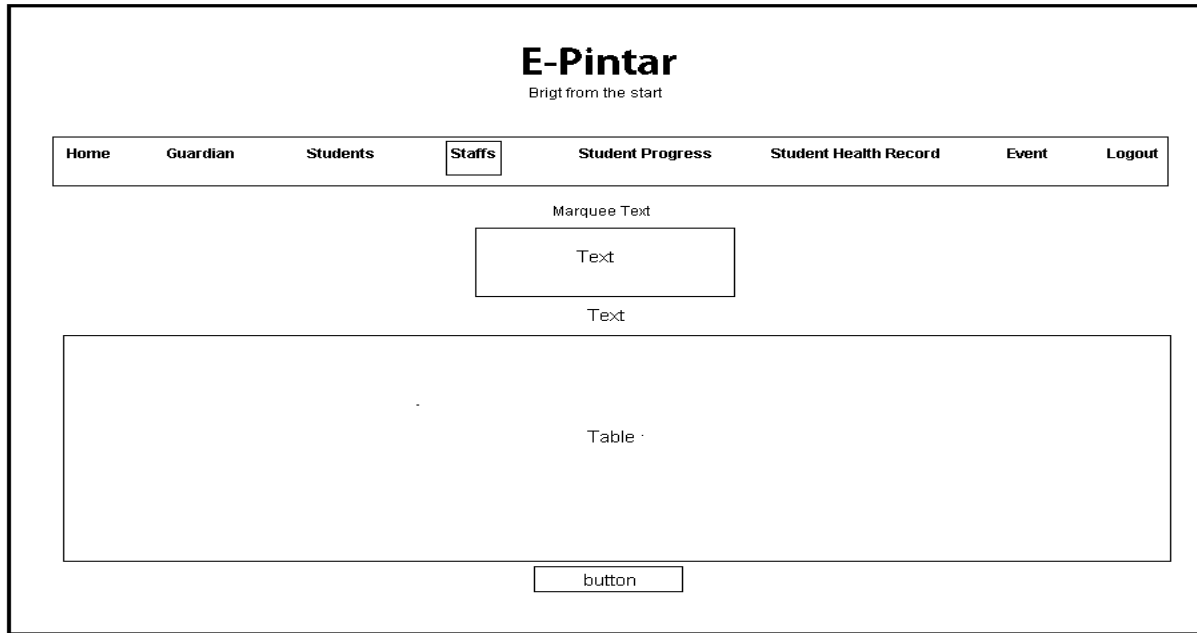 E-Pintar
Brigt from the start
Home Guardian Students Staffs Student Progress Student Health Record Event Logout
Marquee Text
Text
Text
Table
button